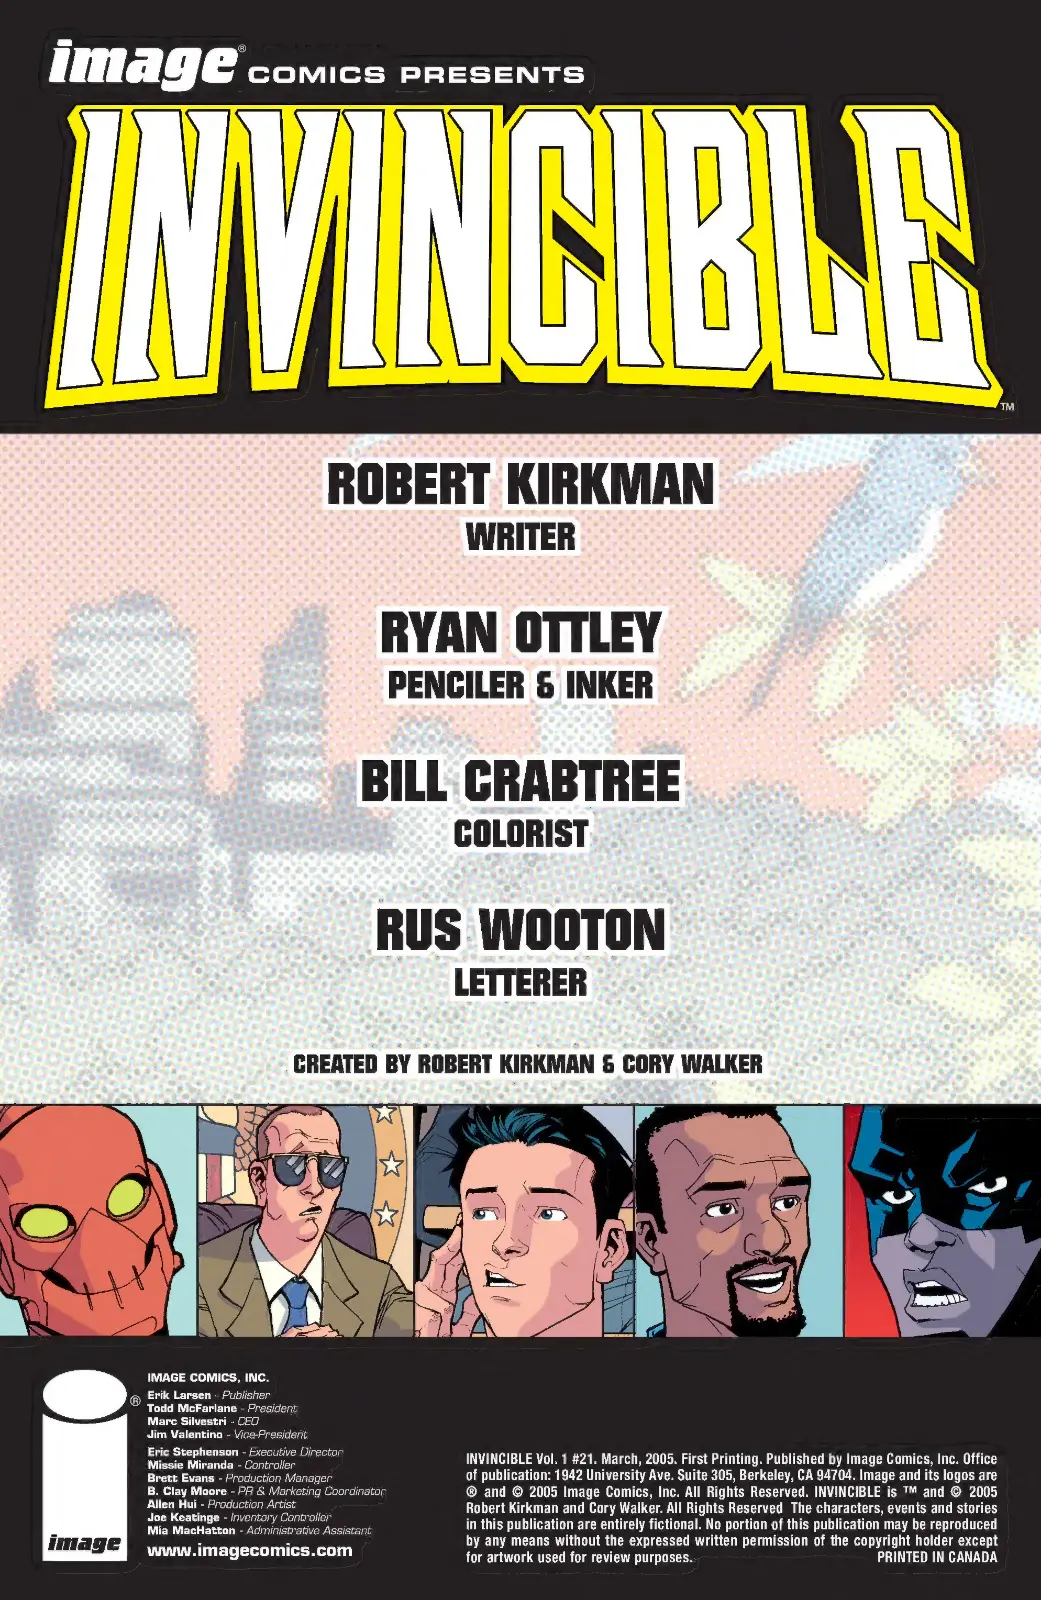 image® COMICS PRESENTS
INVINCIBLE™
ROBERT KIRKMAN
WRITER
RYAN OTTLEY
PENCILER & INKER
BILL CRABTREE
COLORIST
RUS WOOTON
LETTERER
CREATED BY ROBERT KIRKMAN & CORY WALKER
®
image
IMAGE COMICS, INC.
Erik Larsen - Publisher
Todd McFarlane - President
Marc Silvestri - CEO
Jim Valentino - Vice-President
Eric Stephenson - Executive Director
Missie Miranda - Controller
Brett Evans - Production Manager
B. Clay Moore - PR & Marketing Coordinator
Allen Hui - Production Artist
Joe Keatinge - Inventory Controller
Mia MacHatton - Administrative Assistant
www.imagecomics.com
INVINCIBLE Vol. 1 #21. March, 2005. First Printing. Published by Image Comics, Inc. Office
of publication: 1942 University Ave. Suite 305, Berkeley, CA 94704. Image and its logos are
® and © 2005 Image Comics, Inc. All Rights Reserved. INVINCIBLE is ™ and © 2005
Robert Kirkman and Cory Walker. All Rights Reserved The characters, events and stories
in this publication are entirely fictional. No portion of this publication may be reproduced
by any means without the expressed written permission of the copyright holder except
for artwork used for review purposes. PRINTED IN CANADA